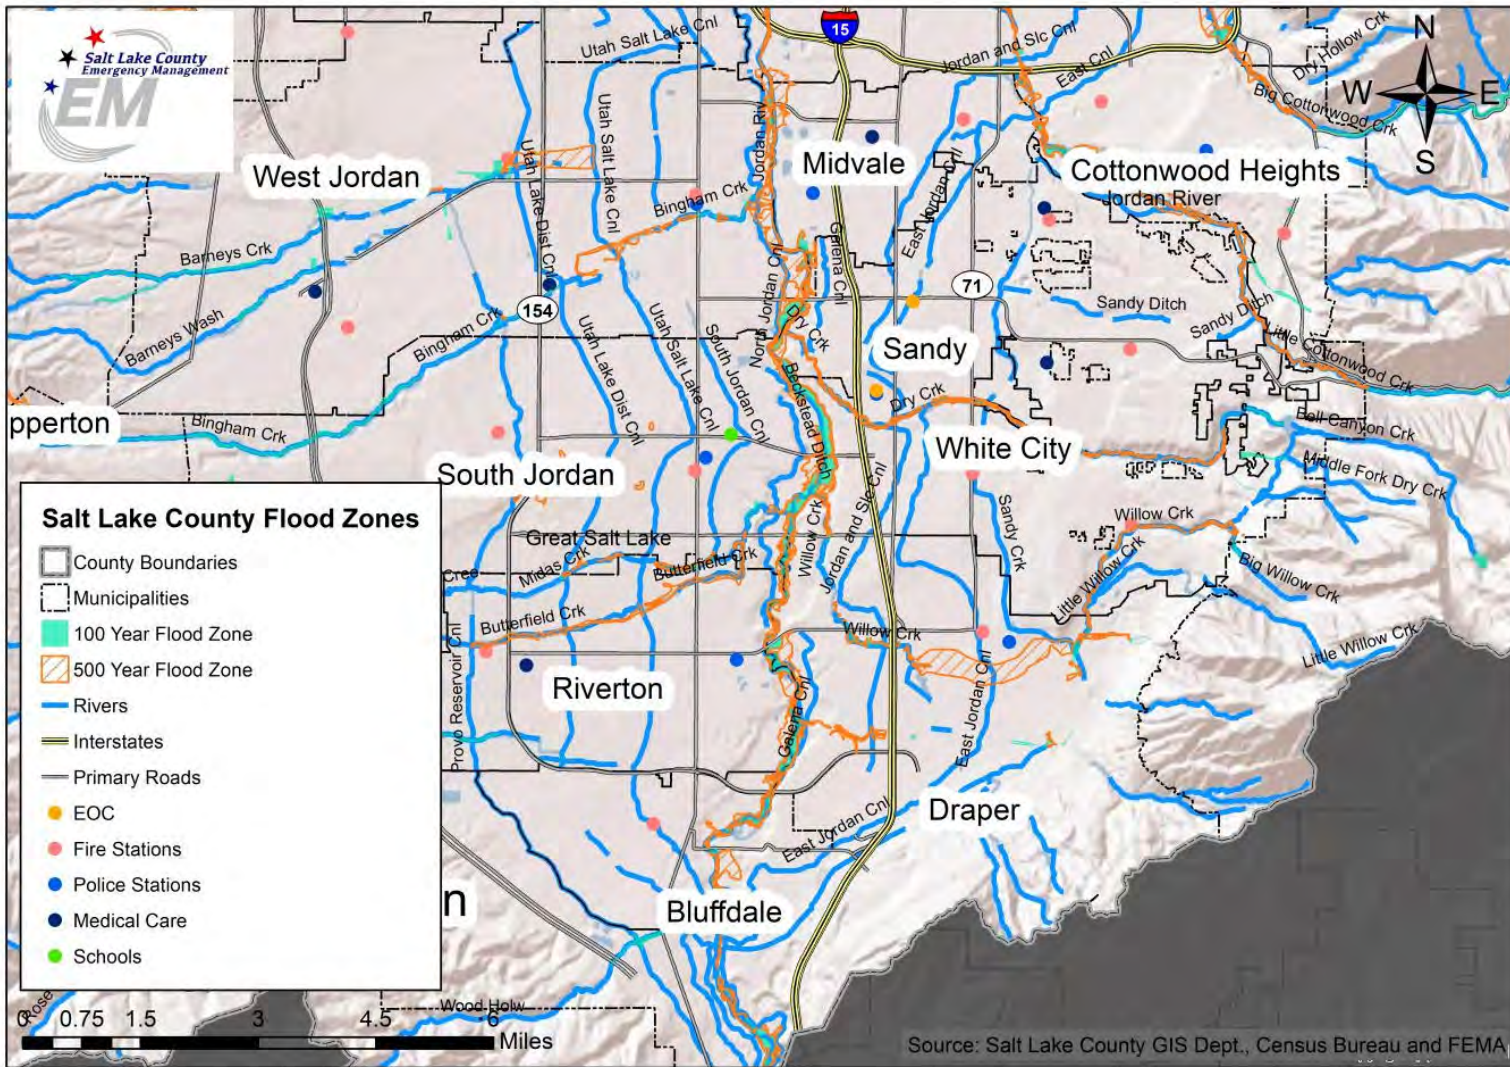 Salt Lake County
Emergency Management
EM
15
N
W
E
S
Utah Salt Lake Cnl
Jordan and Slc Cnl
East Cnl
Dry Hollow Crk
Big Cottonwood Crk
Utah Salt Lake Cnl
Jordan Riv
Utah Lake Dist Cnl
West Jordan
Midvale
Cottonwood Heights
Jordan River
Bingham Crk
East Jordan Cnl
Galena Cnl
Barneys Crk
North Jordan Cnl
71
Sandy Ditch
Sandy Ditch
154
Barneys Wash
Bingham Crk
Utah Lake Dist Cnl
Utah/Salt Lake Cnl
South Jordan Cnl
Dry Crk
Sandy
Little Cottonwood Crk
Beckstead Ditch
Dry Crk
pperton
Bingham Crk
White City
Bell Canyon Crk
Middle Fork Dry Crk
South Jordan
Jordan and Slc Cnl
Sandy Crk
Willow Crk
Willow Crk
Great Salt Lake
Midas Crk
Butterfield Crk
Cree
Little Willow Crk
Big Willow Crk
Butterfield Crk
Willow Crk
Little Willow Crk
Provo Reservoir Cnl
Riverton
Galena Cnl
East Jordan Cnl
Draper
East Jordan Cnl
n
Bluffdale
Rose
Wood Holw
Salt Lake County Flood Zones
County Boundaries
Municipalities
100 Year Flood Zone
500 Year Flood Zone
Rivers
Interstates
Primary Roads
EOC
Fire Stations
Police Stations
Medical Care
Schools
0 0.75 1.5 3 4.5 6
Miles
Source: Salt Lake County GIS Dept., Census Bureau and FEMA